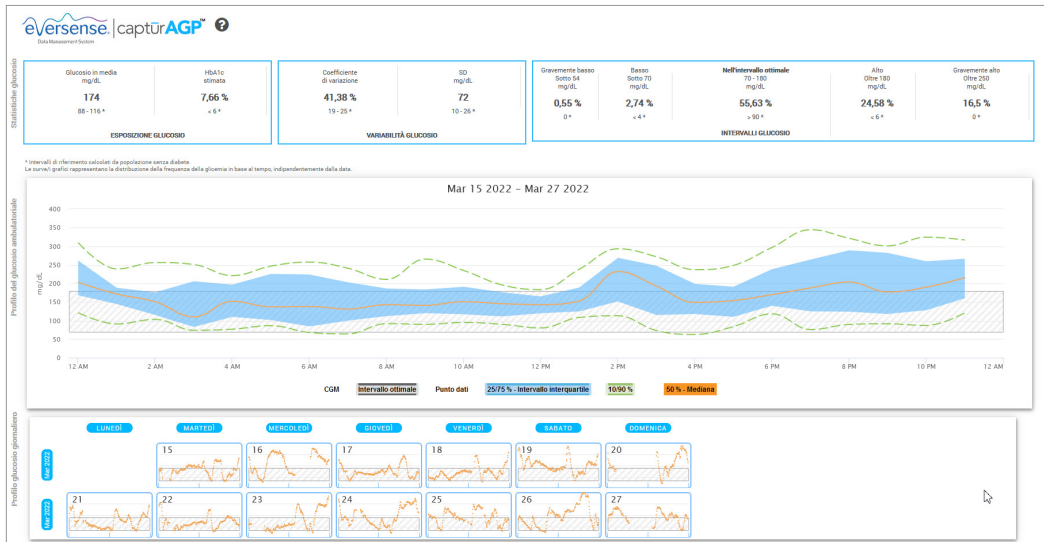 eversense. | captūrAGP™ ?
Data Management System
Statistiche glucosio
Glucosio in media
mg/dL
174
88 - 116 *
HbA1c
stimata
7,66 %
< 6 *
ESPOSIZIONE GLUCOSIO
Coefficiente
di variazione
41,38 %
19 - 25 *
SD
mg/dL
72
10 - 26 *
VARIABILITÀ GLUCOSIO
Gravemente basso
Sotto 54
mg/dL
0,55 %
0 *
Basso
Sotto 70
mg/dL
2,74 %
< 4 *
Nell'intervallo ottimale
70 - 180
mg/dL
55,63 %
> 90 *
Alto
Oltre 180
mg/dL
24,58 %
< 6 *
Gravemente alto
Oltre 250
mg/dL
16,5 %
0 *
INTERVALLI GLUCOSIO
* Intervalli di riferimento calcolati da popolazione senza diabete.
Le curve/i grafici rappresentano la distribuzione della frequenza della glicemia in base al tempo, indipendentemente dalla data.
Profilo del glucosio ambulatoriale
Mar 15 2022 – Mar 27 2022
mg/dL
400
350
300
250
200
150
100
50
0
12 AM 2 AM 4 AM 6 AM 8 AM 10 AM 12 PM 2 PM 4 PM 6 PM 8 PM 10 PM 12 AM
CGM Intervallo ottimale Punto dati 25/75 % - Intervallo interquartile 10/90 % 50 % - Mediana
Profilo glucosio giornaliero
LUNEDÌ MARTEDÌ MERCOLEDÌ GIOVEDÌ VENERDÌ SABATO DOMENICA
Mar 2022
15 16 17 18 19 20
Mar 2022
21 22 23 24 25 26 27